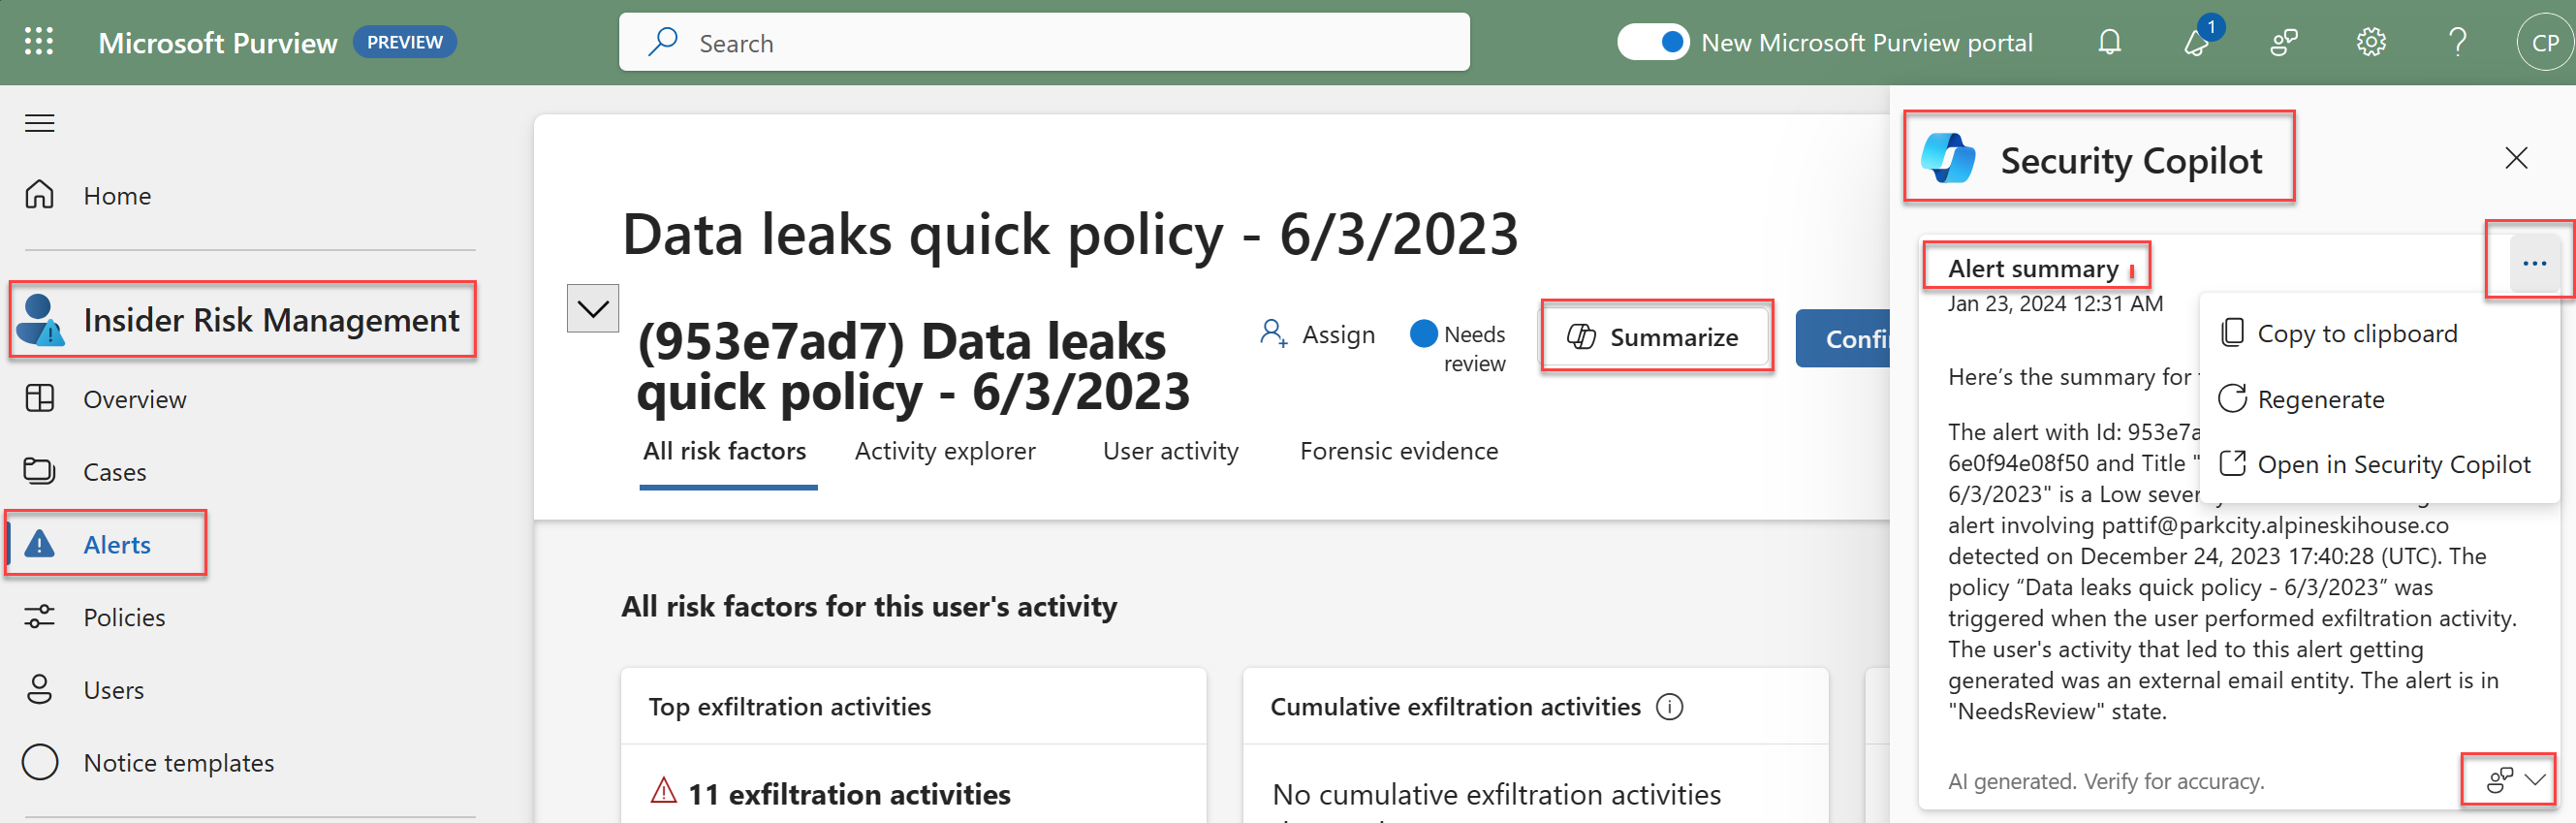 Microsoft Purview PREVIEW
Search
New Microsoft Purview portal
1
CP
Home
Insider Risk Management
Overview
Cases
Alerts
Policies
Users
Notice templates
Data leaks quick policy - 6/3/2023
(953e7ad7) Data leaks
quick policy - 6/3/2023
Assign
Needs
review
Summarize
Confi
All risk factors
Activity explorer
User activity
Forensic evidence
All risk factors for this user's activity
Top exfiltration activities
11 exfiltration activities
Cumulative exfiltration activities
No cumulative exfiltration activities
Security Copilot
Alert summary
Jan 23, 2024 12:31 AM
Copy to clipboard
Regenerate
Open in Security Copilot
Here’s the summary for
The alert with Id: 953e7a
6e0f94e08f50 and Title "
6/3/2023" is a Low sever
alert involving pattif@parkcity.alpineskihouse.co
detected on December 24, 2023 17:40:28 (UTC). The
policy “Data leaks quick policy - 6/3/2023” was
triggered when the user performed exfiltration activity.
The user's activity that led to this alert getting
generated was an external email entity. The alert is in
"NeedsReview" state.
AI generated. Verify for accuracy.